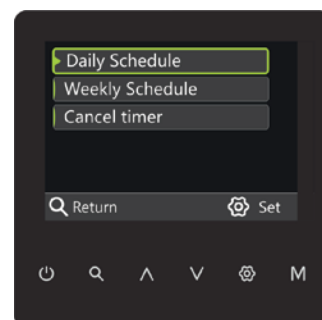 Daily Schedule
Weekly Schedule
Cancel timer
Return Set
M